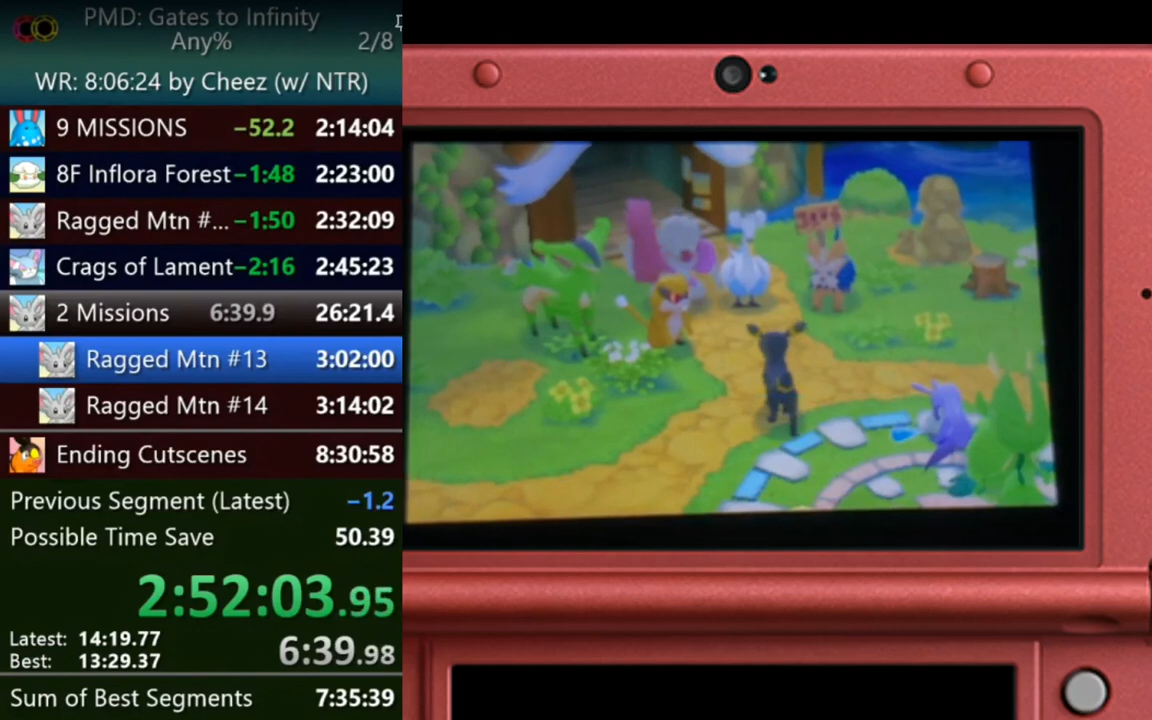 PMD: Gates to Infinity
Any% 2/8
WR: 8:06:24 by Cheez (w/ NTR)
9 MISSIONS -52.2 2:14:04
8F Inflora Forest -1:48 2:23:00
Ragged Mtn #... -1:50 2:32:09
Crags of Lament -2:16 2:45:23
2 Missions 6:39.9 26:21.4
Ragged Mtn #13 3:02:00
Ragged Mtn #14 3:14:02
Ending Cutscenes 8:30:58
Previous Segment (Latest) -1.2
Possible Time Save 50.39
2:52:03.95
Latest: 14:19.77
Best: 13:29.37
6:39.98
Sum of Best Segments 7:35:39